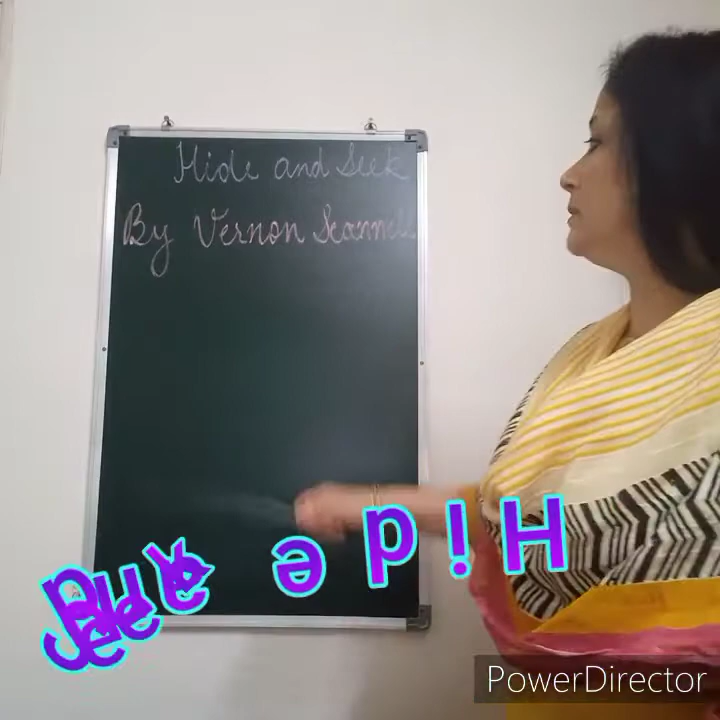 Hide and Seek
By Vernon Scannell
Hide
PowerDirector